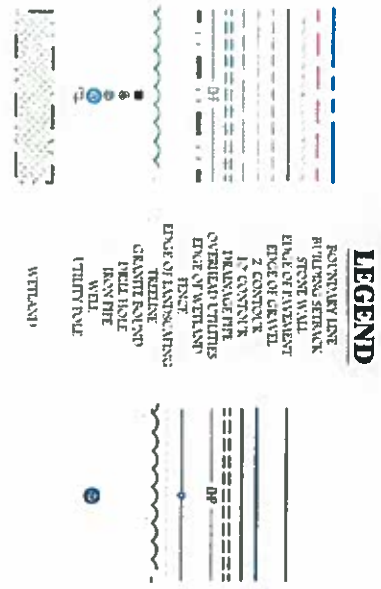 LEGEND
BOUNDARY LINE
BUILDING SETBACK
STONE WALL
EDGE OF PAVEMENT
EDGE OF GRAVEL
2' CONTOUR
10' CONTOUR
DRAINAGE PIPE
OVERHEAD UTILITIES
EDGE OF WETLAND
FENCE
EDGE OF LANDSCAPING
TREELINE
GRANITE BOUND
DRILL HOLE
IRON PIPE
WELL
UTILITY POLE
WETLAND